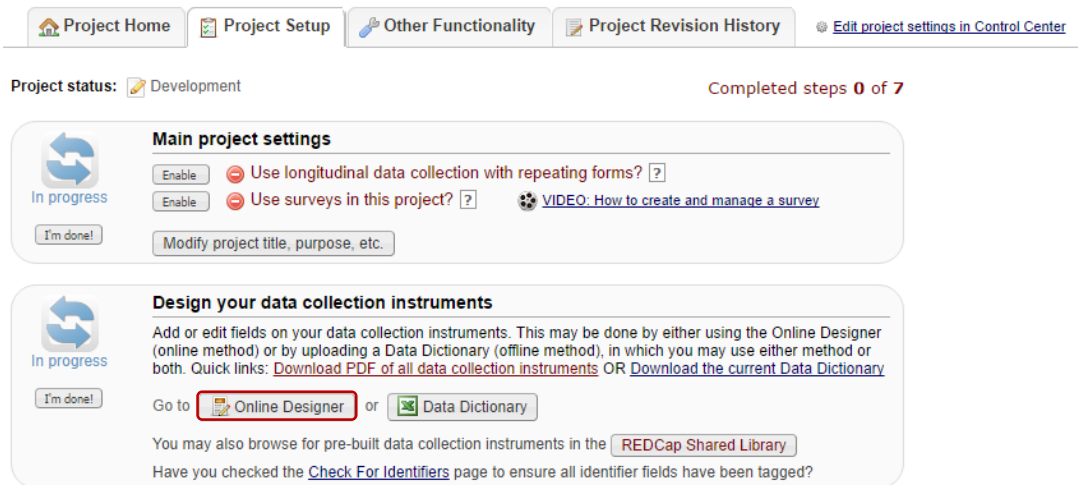 Project Home Project Setup Other Functionality Project Revision History Edit project settings in Control Center
Project status: Development Completed steps 0 of 7
Main project settings
Enable Use longitudinal data collection with repeating forms? ?
In progress
Enable Use surveys in this project? ? VIDEO: How to create and manage a survey
I'm done!
Modify project title, purpose, etc.
Design your data collection instruments
Add or edit fields on your data collection instruments. This may be done by either using the Online Designer
(online method) or by uploading a Data Dictionary (offline method), in which you may use either method or
In progress
both. Quick links: Download PDF of all data collection instruments OR Download the current Data Dictionary
I'm done!
Go to Online Designer or Data Dictionary
You may also browse for pre-built data collection instruments in the REDCap Shared Library
Have you checked the Check For Identifiers page to ensure all identifier fields have been tagged?